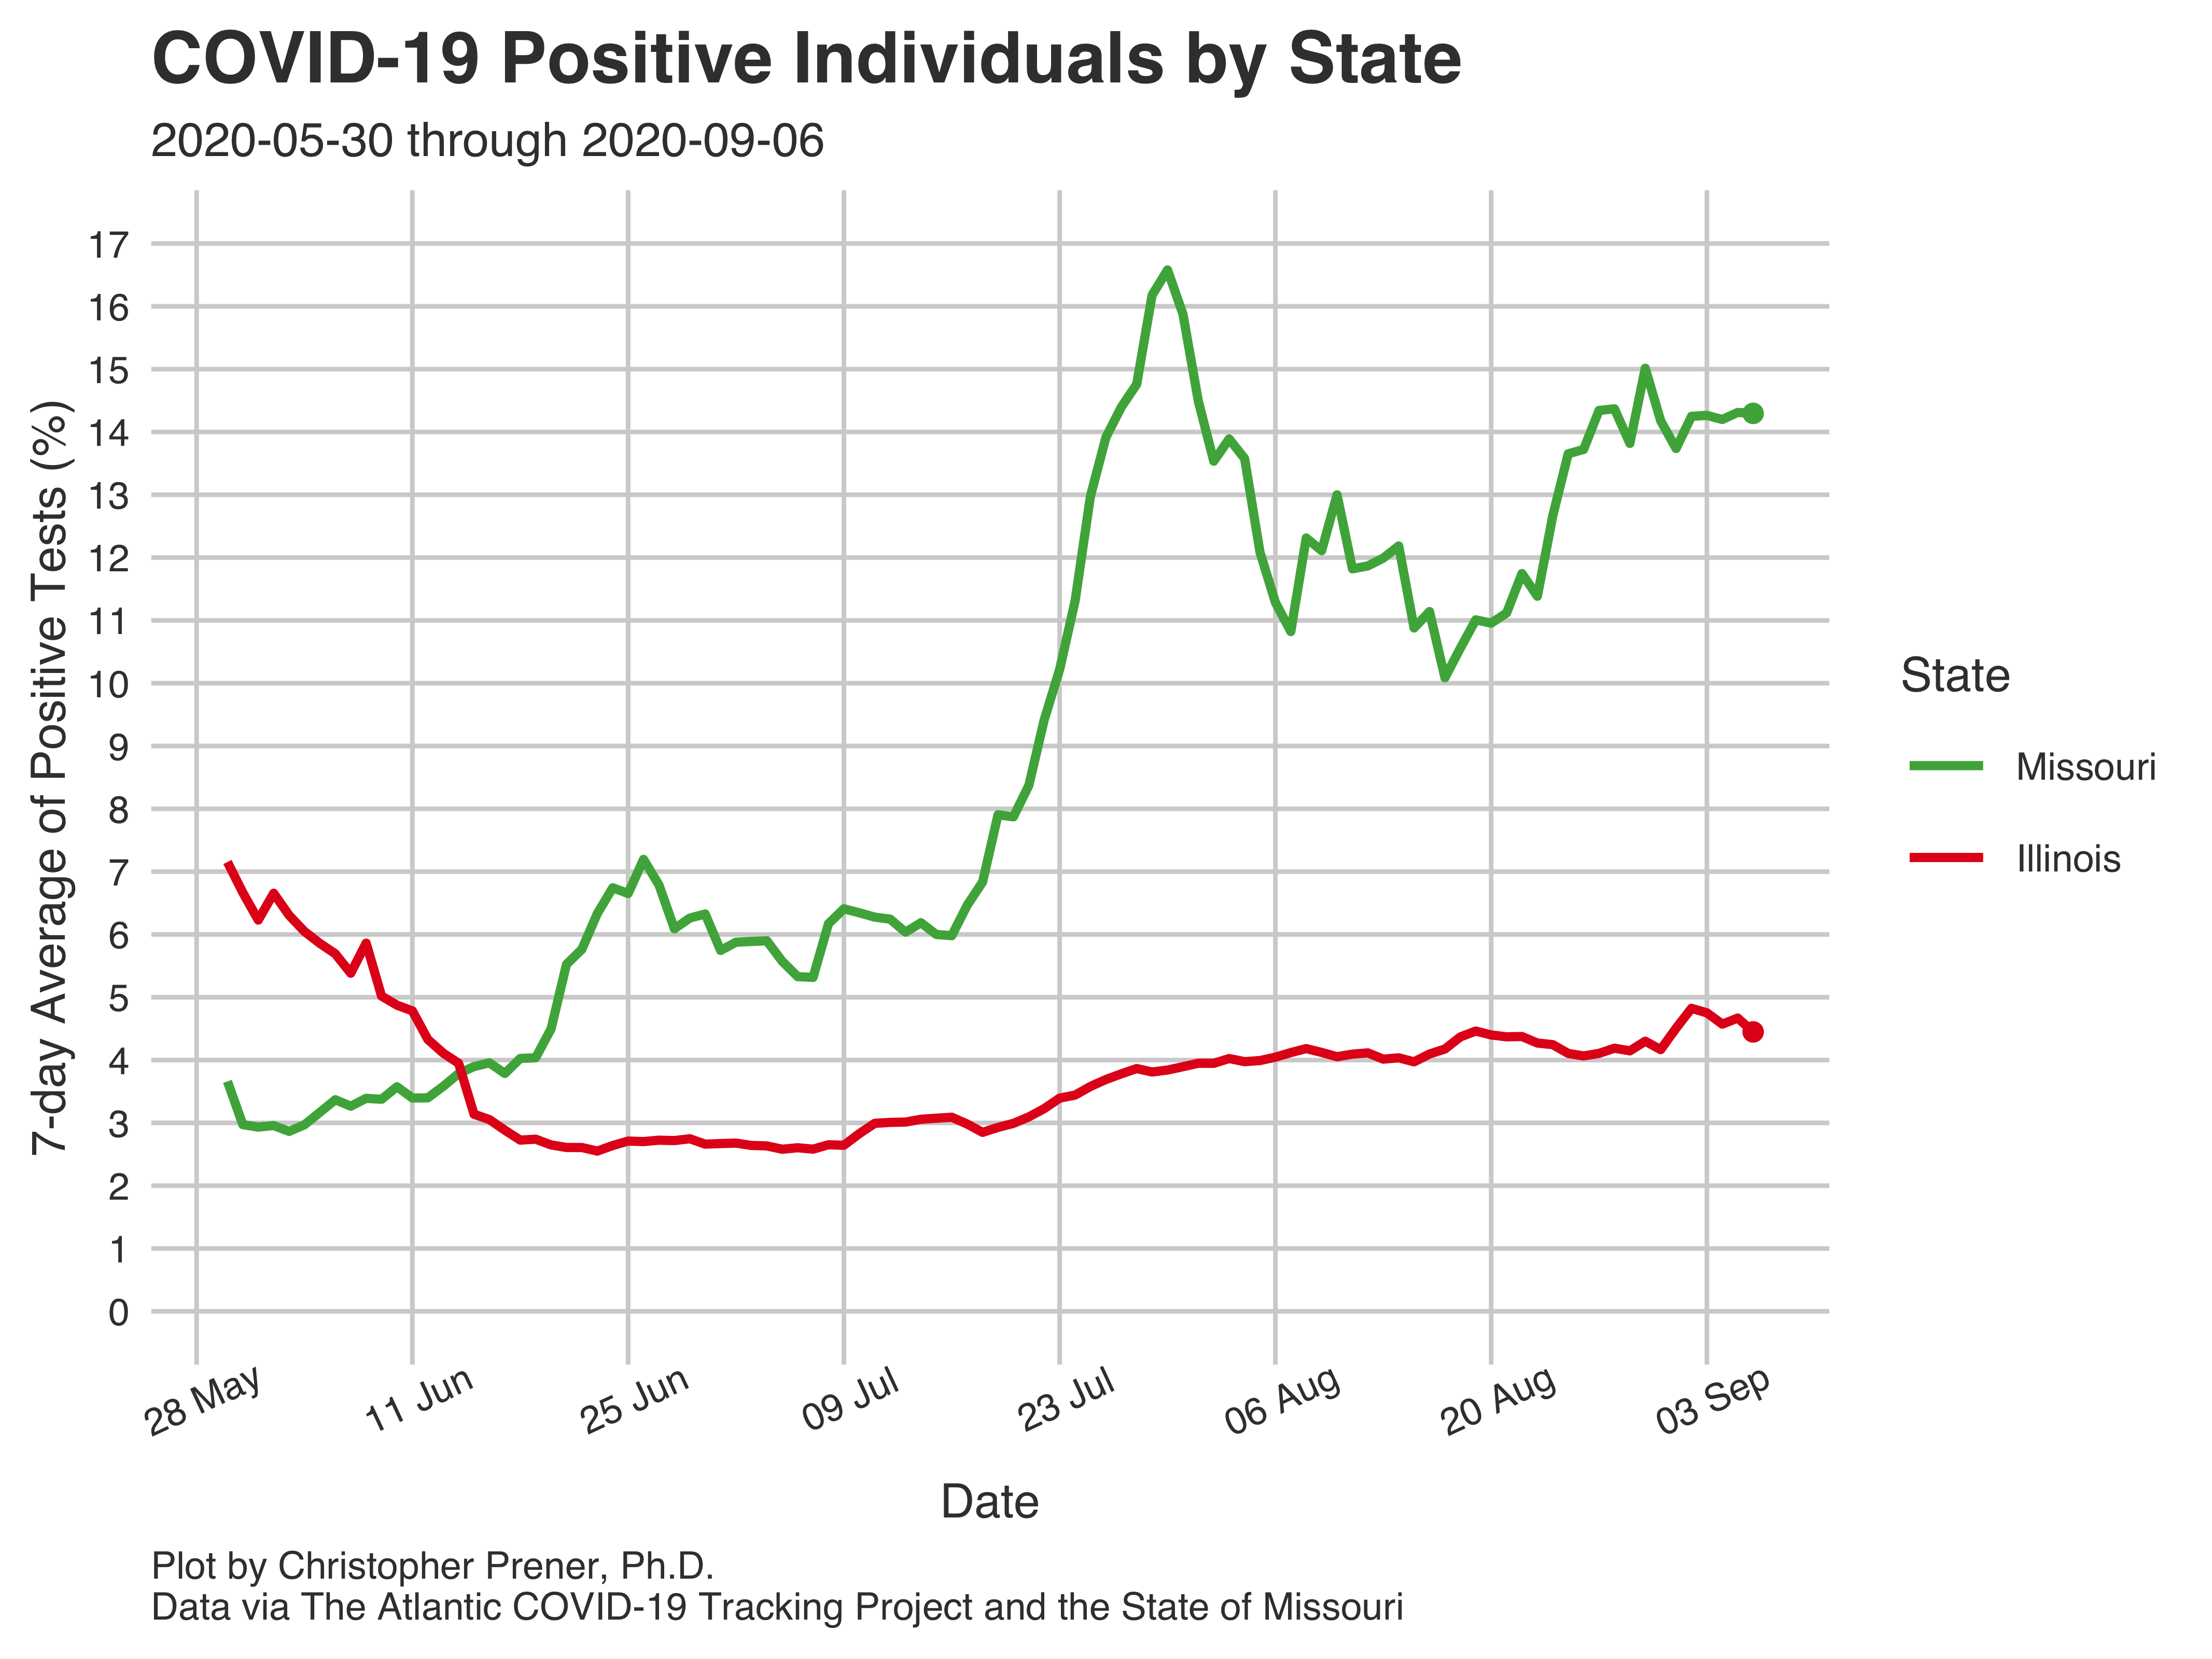 COVID-19 Positive Individuals by State
2020-05-30 through 2020-09-06
7-day Average of Positive Tests (%)
17
16
15
14
13
12
11
10
9
8
7
6
5
4
3
2
1
0
28 May
11 Jun
25 Jun
09 Jul
23 Jul
06 Aug
20 Aug
03 Sep
Date
State
Missouri
Illinois
Plot by Christopher Prener, Ph.D.
Data via The Atlantic COVID-19 Tracking Project and the State of Missouri